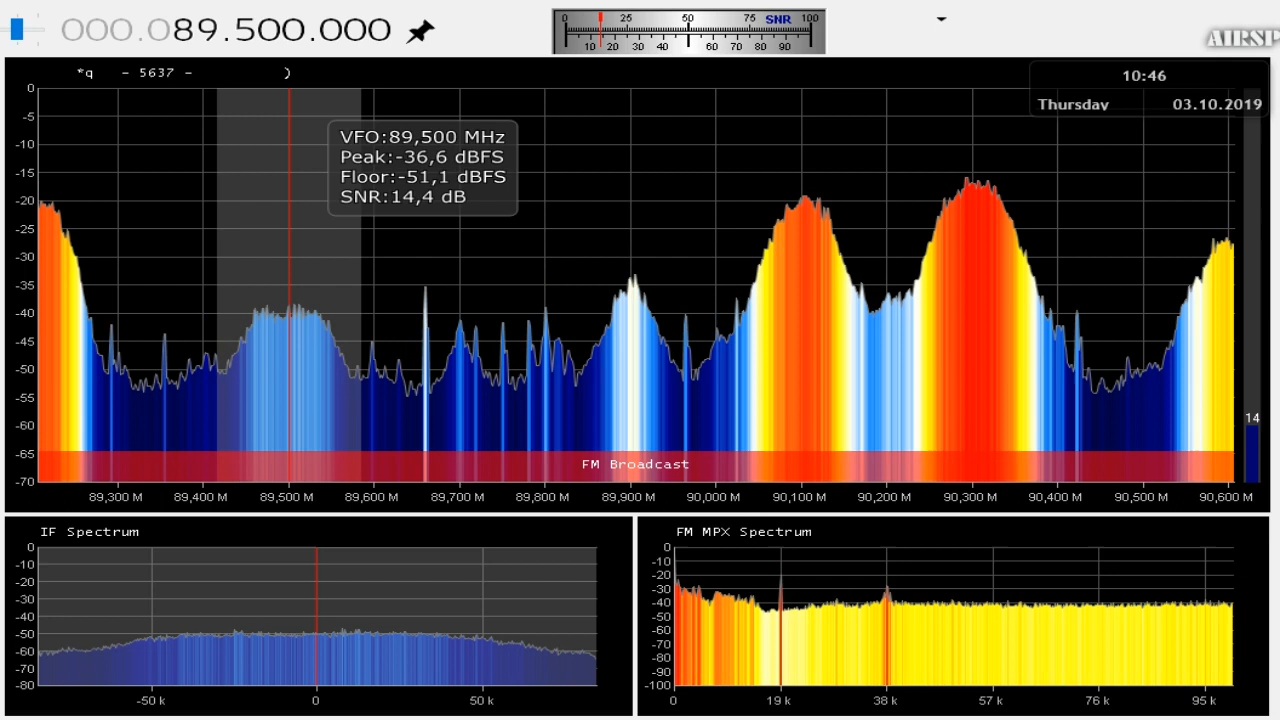 000.089.500.000
0 25 50 75 SNR 100
10 20 30 40 60 70 80 90
AIRSP
*q - 5637 - )
10:46
Thursday 03.10.2019
VFO:89,500 MHz
Peak:-36,6 dBFS
Floor:-51,1 dBFS
SNR:14,4 dB
0
-5
-10
-15
-20
-25
-30
-35
-40
-45
-50
-55
-60
-65
-70
14
FM Broadcast
89,300 M 89,400 M 89,500 M 89,600 M 89,700 M 89,800 M 89,900 M 90,000 M 90,100 M 90,200 M 90,300 M 90,400 M 90,500 M 90,600 M
IF Spectrum
0
-10
-20
-30
-40
-50
-60
-70
-80
-50 k 0 50 k
FM MPX Spectrum
0
-10
-20
-30
-40
-50
-60
-70
-80
-90
-100
0 19 k 38 k 57 k 76 k 95 k